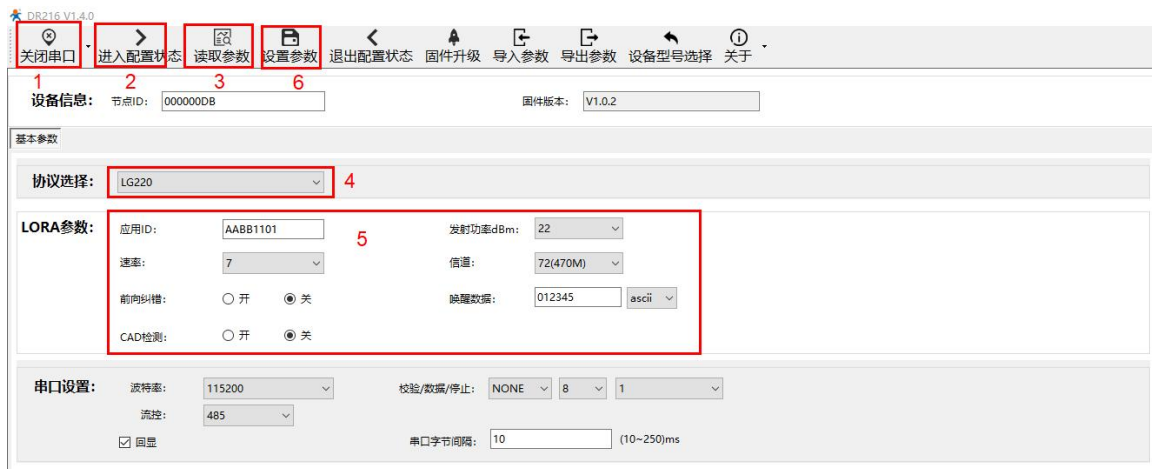 DR216 V1.4.0
关闭串口 进入配置状态 读取参数 设置参数 退出配置状态 固件升级 导入参数 导出参数 设备型号选择 关于
1 2 3 6
设备信息: 节点ID: 000000DB 固件版本: V1.0.2
基本参数
协议选择: LG220 4
LORA参数: 应用ID: AABB1101 5 发射功率dBm: 22
速率: 7 信道: 72(470M)
前向纠错: 开 关 唤醒数据: 012345 ascii
CAD检测: 开 关
串口设置: 波特率: 115200 校验/数据/停止: NONE 8 1
流控: 485
回显 串口字节间隔: 10 (10~250)ms